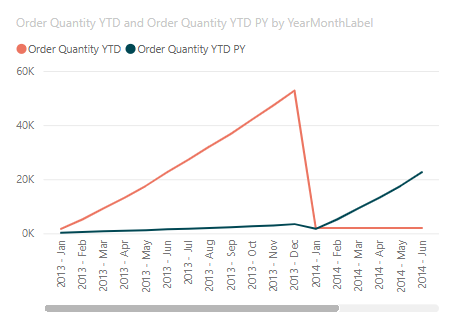 Order Quantity YTD and Order Quantity YTD PY by YearMonthLabel
Order Quantity YTD Order Quantity YTD PY
60K
40K
20K
0K
2013 - Jan
2013 - Feb
2013 - Mar
2013 - Apr
2013 - May
2013 - Jun
2013 - Jul
2013 - Aug
2013 - Sep
2013 - Oct
2013 - Nov
2013 - Dec
2014 - Jan
2014 - Feb
2014 - Mar
2014 - Apr
2014 - May
2014 - Jun